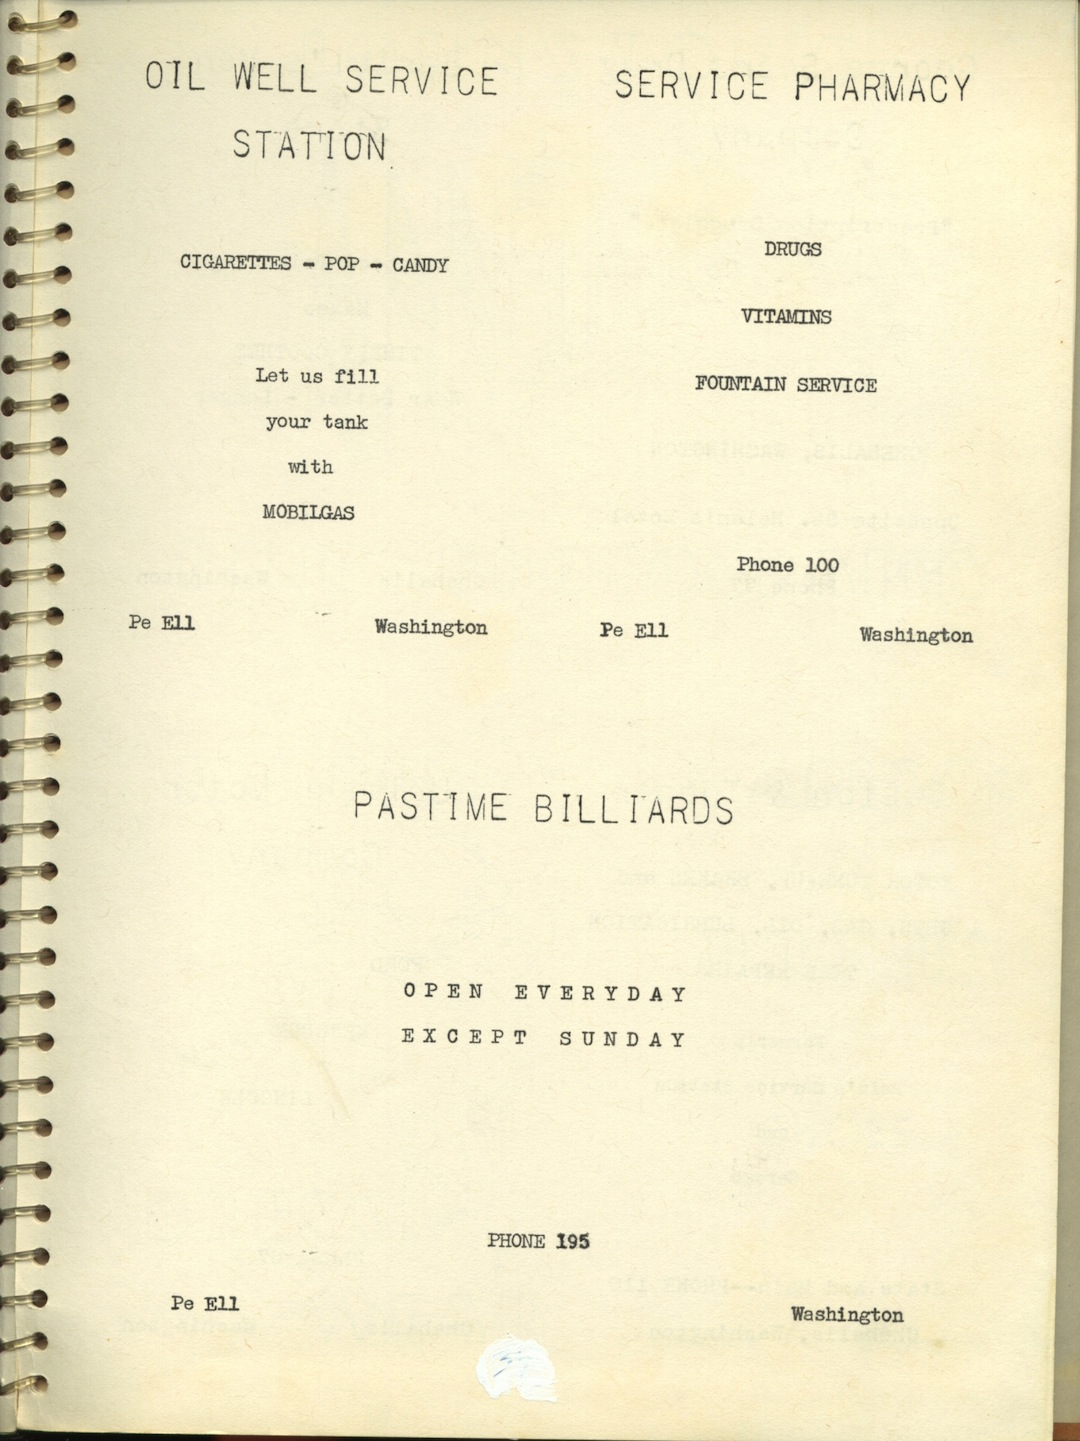 OIL WELL SERVICE
STATION
CIGARETTES - POP - CANDY
Let us fill
your tank
with
MOBILGAS
Pe Ell Washington
SERVICE PHARMACY
DRUGS
VITAMINS
FOUNTAIN SERVICE
Phone 100
Pe Ell Washington
PASTIME BILLIARDS
OPEN EVERYDAY
EXCEPT SUNDAY
PHONE 195
Pe Ell Washington